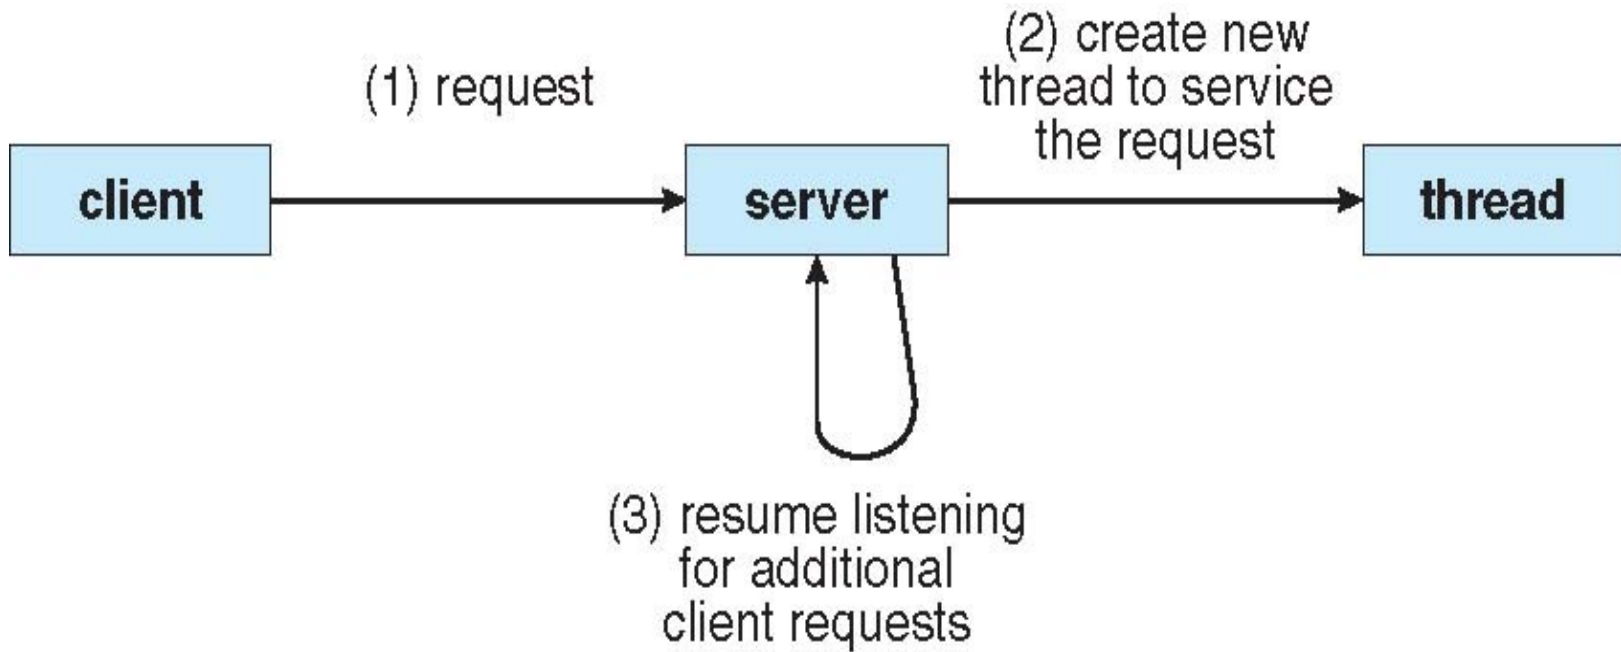 (1) request
(2) create new
thread to service
the request
client
server
thread
(3) resume listening
for additional
client requests